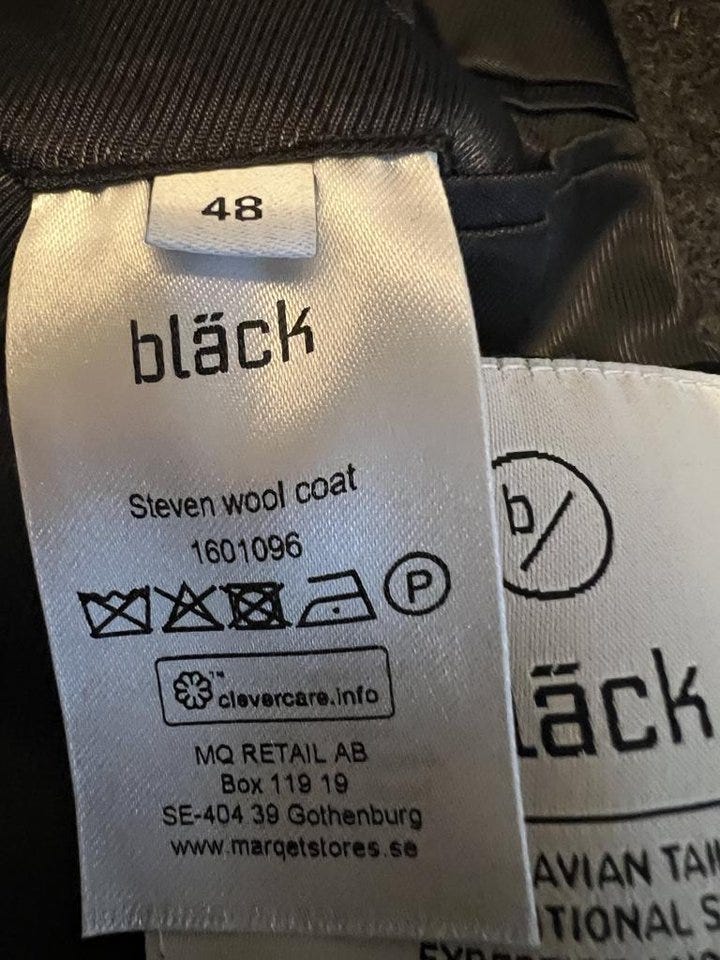 48
bläck
Steven wool coat
1601096
P
clevercare.info
MQ RETAIL AB
Box 119 19
SE-404 39 Gothenburg
www.marqetstores.se
b/
läck
AVIAN TAI
TIONAL S